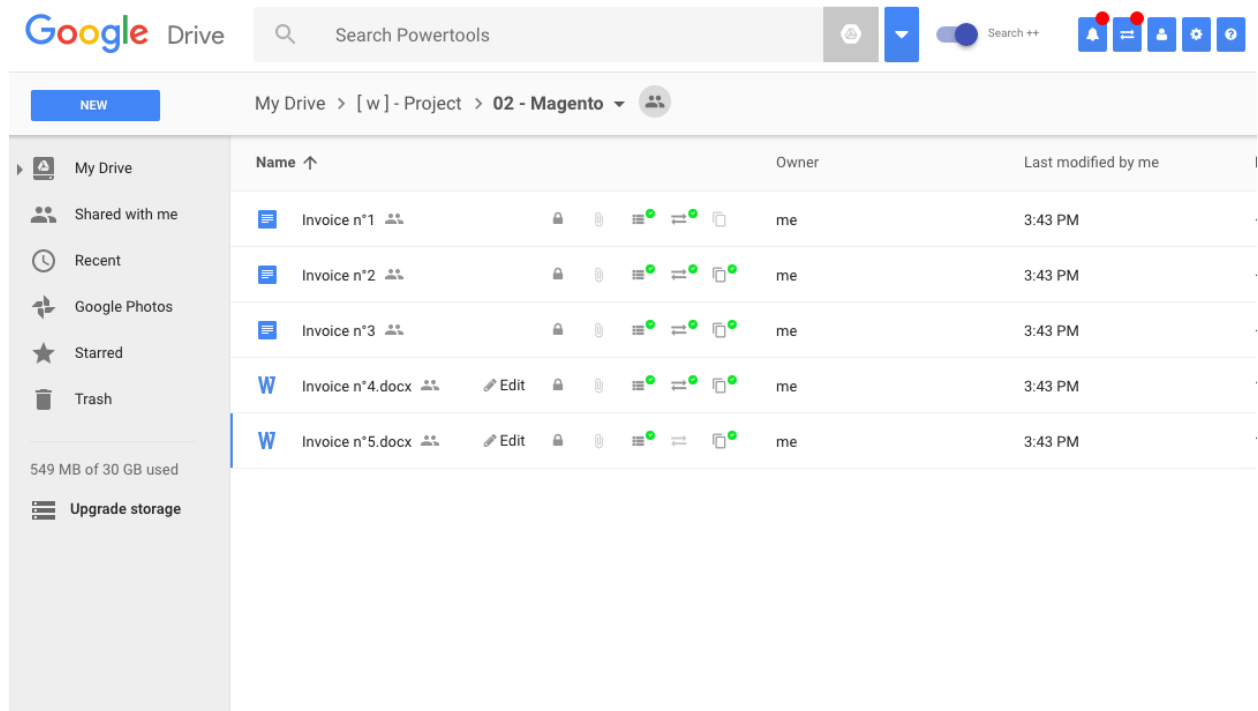 Google Drive
Search Powertools
Search ++
NEW
My Drive > [ w ] - Project > 02 - Magento
My Drive
Shared with me
Recent
Google Photos
Starred
Trash
549 MB of 30 GB used
Upgrade storage
Name Owner Last modified by me
Invoice n°1 me 3:43 PM
Invoice n°2 me 3:43 PM
Invoice n°3 me 3:43 PM
W Invoice n°4.docx Edit me 3:43 PM
W Invoice n°5.docx Edit me 3:43 PM